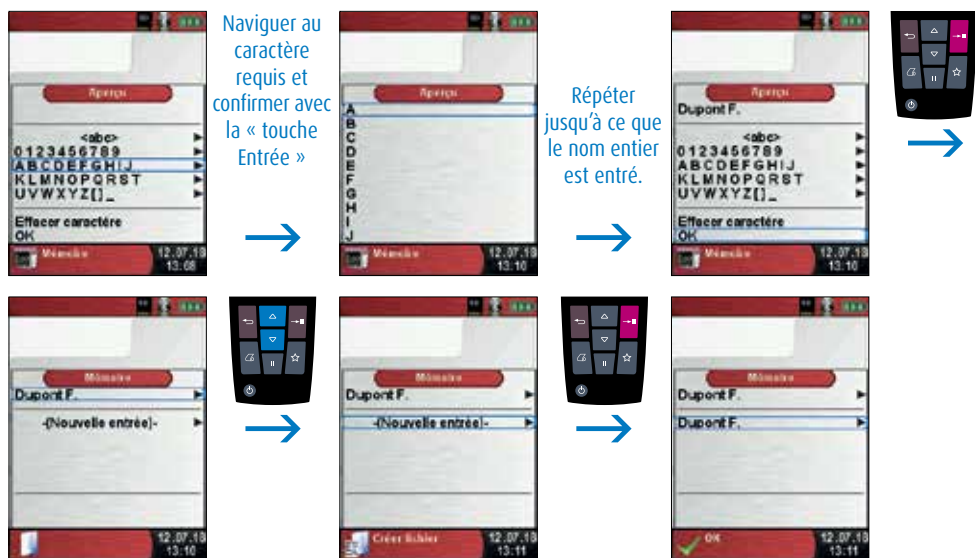 Aperçu
<abc>
0123456789
ABCDEFGHIJ
KLMNOPQRST
UVWXYZ[]_
Effacer caractère
OK
Mémoire
12.07.18
13:08
Naviguer au
caractère
requis et
confirmer avec
la « touche
Entrée »
Aperçu
A
B
C
D
E
F
G
H
I
J
Mémoire
12.07.18
13:10
Répéter
jusqu'à ce que
le nom entier
est entré.
Aperçu
Dupont F.
<abc>
0123456789
ABCDEFGHIJ
KLMNOPQRST
UVWXYZ[]_
Effacer caractère
OK
Mémoire
12.07.18
13:10
Mémoire
Dupont F.
-[Nouvelle entrée]-
12.07.18
13:10
Mémoire
Dupont F.
-[Nouvelle entrée]-
Créer fichier
12.07.18
13:11
Mémoire
Dupont F.
Dupont F.
OK
12.07.18
13:11